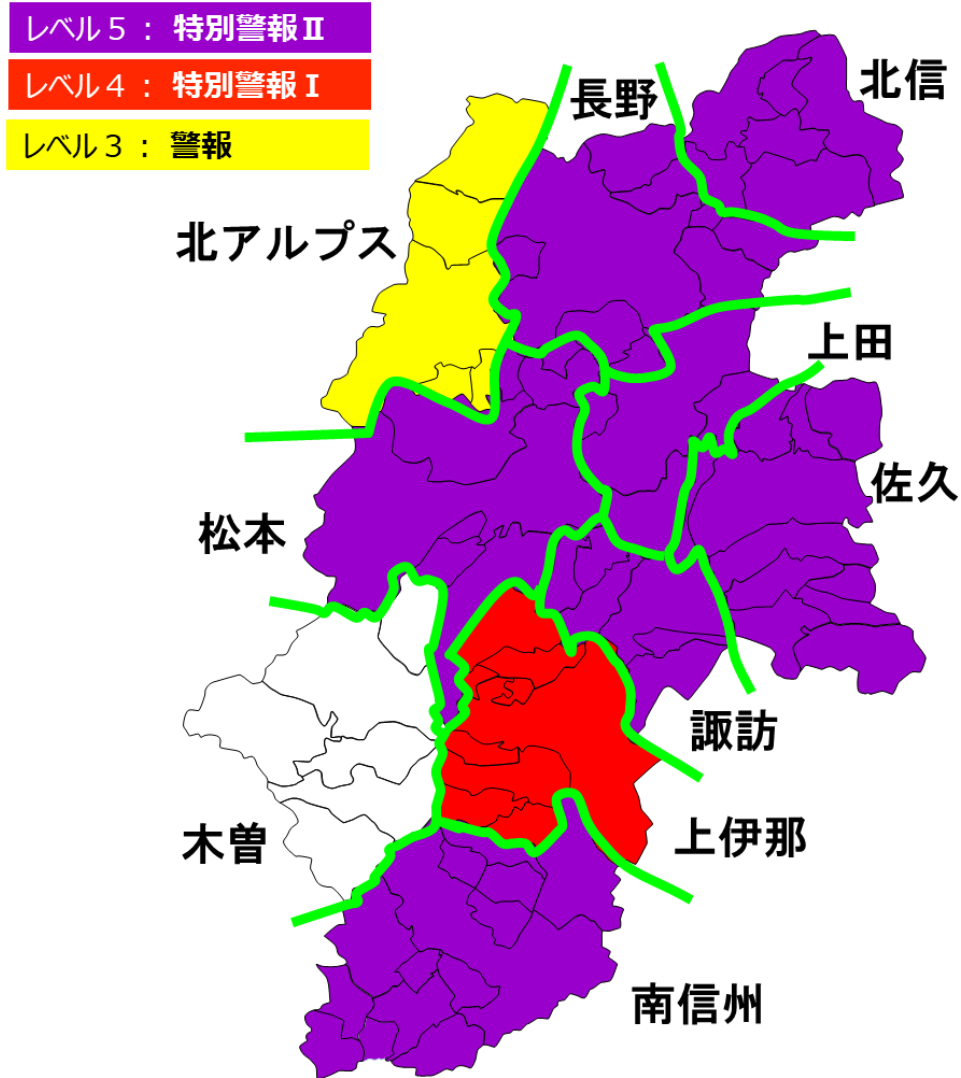 レベル５： 特別警報Ⅱ
レベル４： 特別警報Ⅰ
レベル３： 警報
長野
北信
北アルプス
上田
佐久
松本
諏訪
上伊那
木曽
南信州